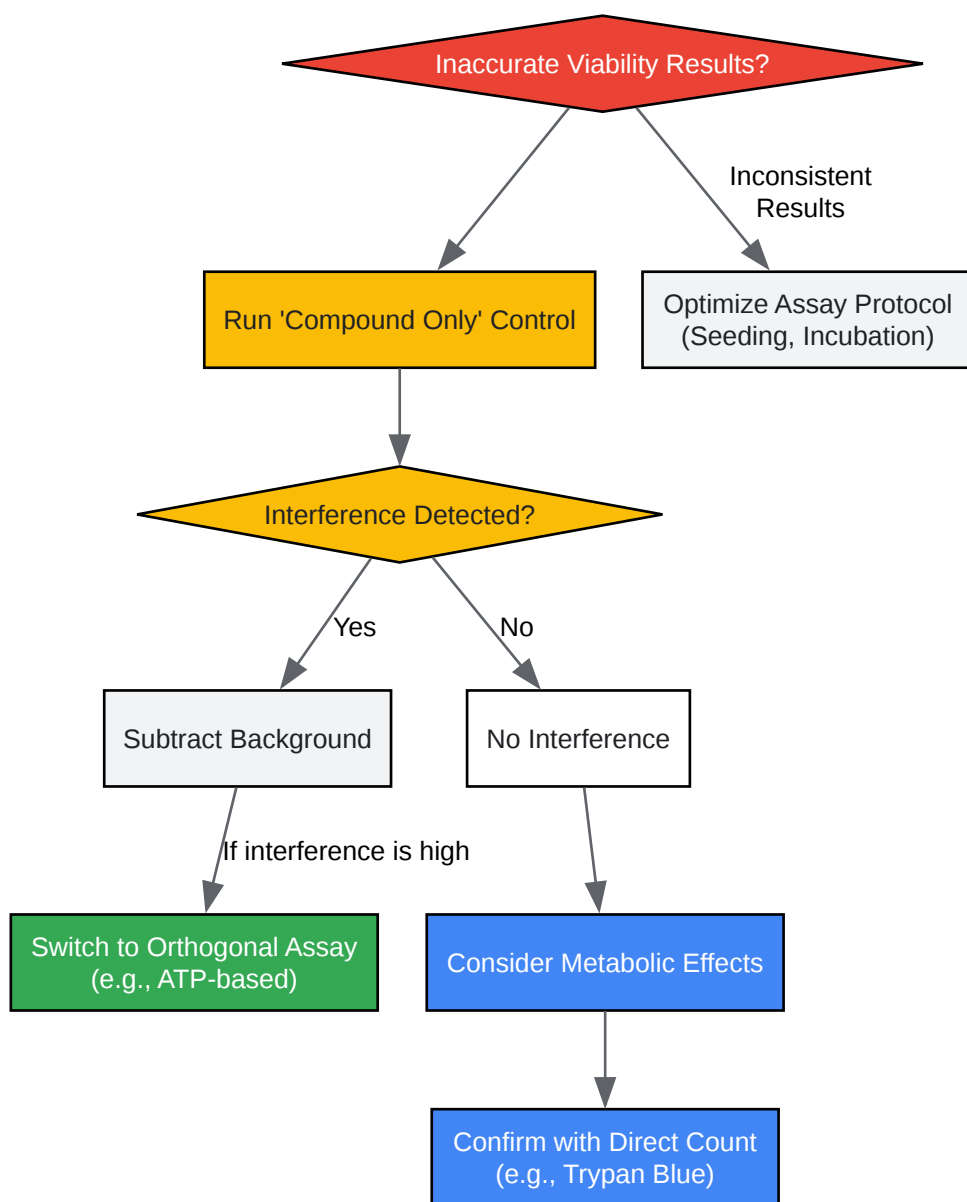 Inaccurate Viability Results?
Inconsistent
Results
Run 'Compound Only' Control
Optimize Assay Protocol
(Seeding, Incubation)
Interference Detected?
Yes
No
Subtract Background
No Interference
If interference is high
Switch to Orthogonal Assay
(e.g., ATP-based)
Consider Metabolic Effects
Confirm with Direct Count
(e.g., Trypan Blue)